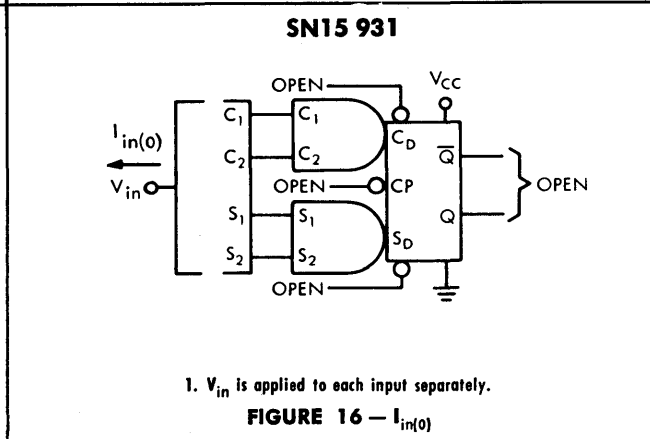 SN15 931
OPEN
VCC
C1
C1
CD
Iin(0)
C2
C2
Q̅
Vin
OPEN
CP
OPEN
S1
S1
Q
SD
S2
S2
OPEN
1. Vin is applied to each input separately.
FIGURE 16 — Iin(0)